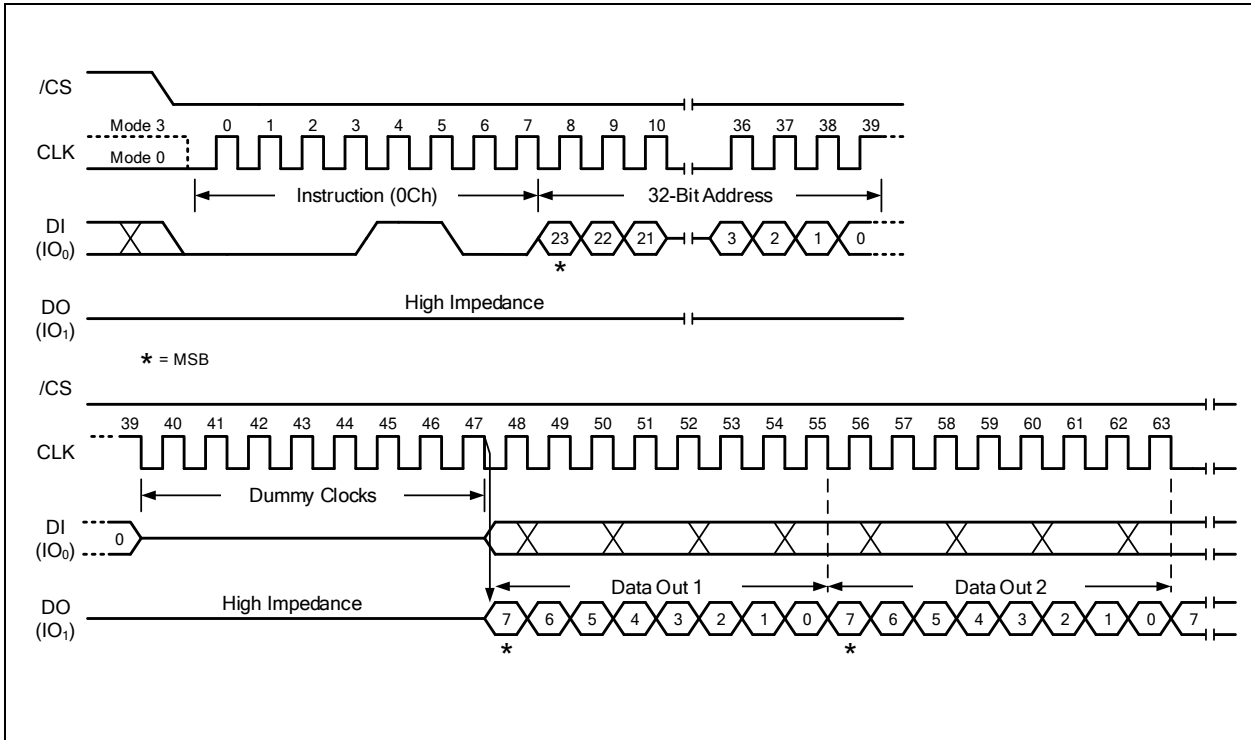 /CS
Mode 3 0 1 2 3 4 5 6 7 8 9 10 36 37 38 39
CLK
Mode 0
Instruction (0Ch) 32-Bit Address
DI
(IO0)
23 22 21 3 2 1 0
*
High Impedance
DO
(IO1)
* = MSB
/CS
39 40 41 42 43 44 45 46 47 48 49 50 51 52 53 54 55 56 57 58 59 60 61 62 63
CLK
Dummy Clocks
DI
(IO0)
0
Data Out 1 Data Out 2
High Impedance
DO
(IO1)
7 6 5 4 3 2 1 0 7 6 5 4 3 2 1 0 7
* *